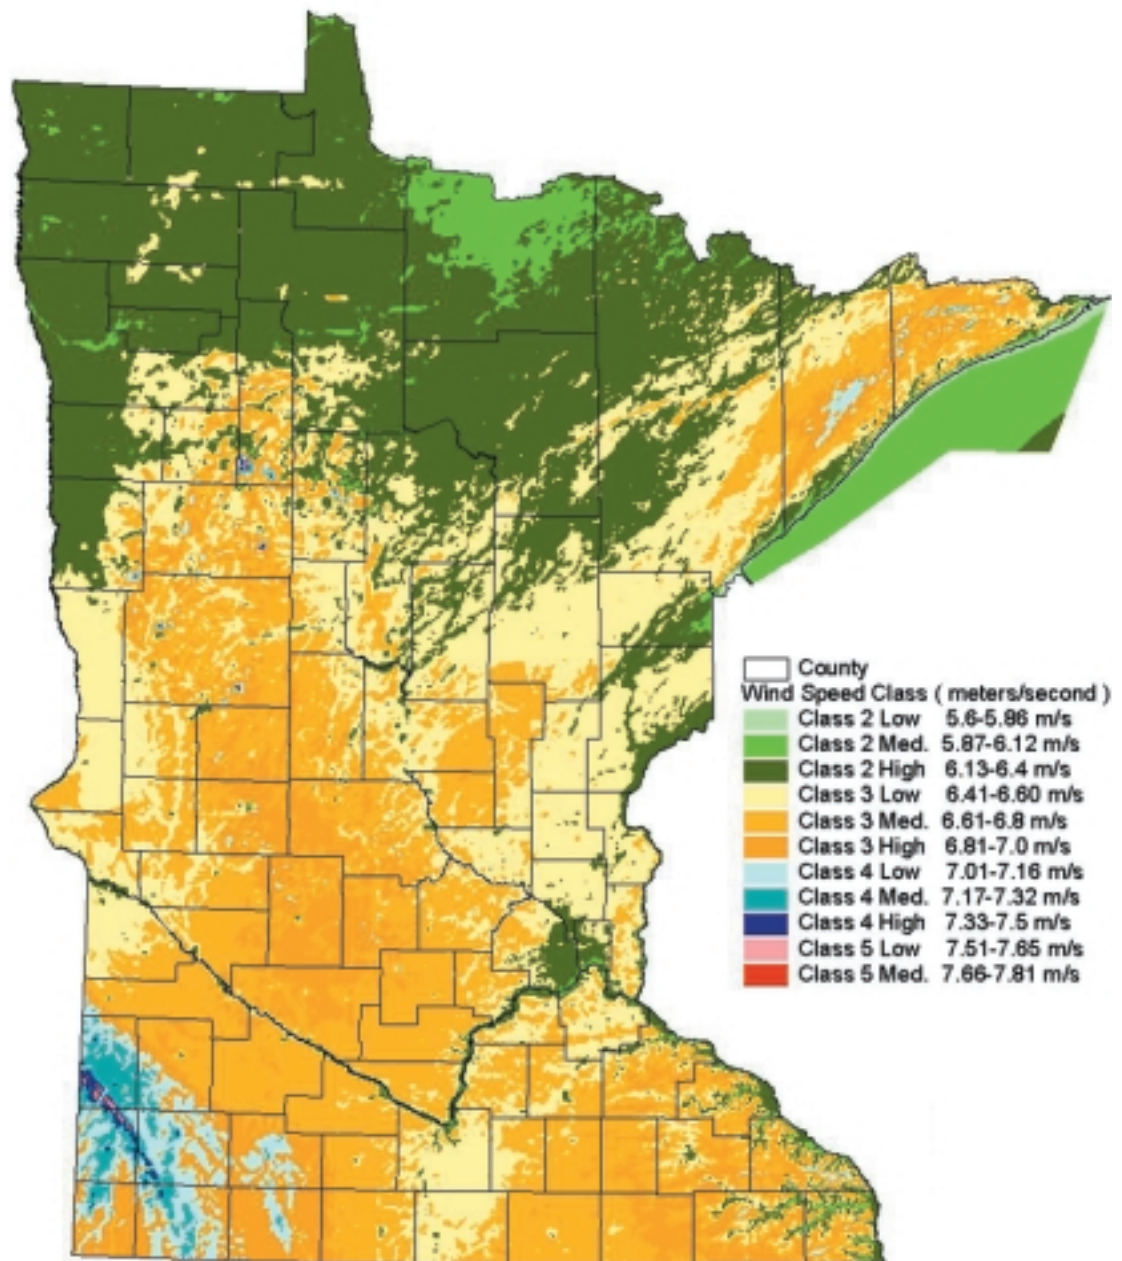 County
Wind Speed Class ( meters/second )
Class 2 Low 5.6-5.86 m/s
Class 2 Med. 5.87-6.12 m/s
Class 2 High 6.13-6.4 m/s
Class 3 Low 6.41-6.60 m/s
Class 3 Med. 6.61-6.8 m/s
Class 3 High 6.81-7.0 m/s
Class 4 Low 7.01-7.16 m/s
Class 4 Med. 7.17-7.32 m/s
Class 4 High 7.33-7.5 m/s
Class 5 Low 7.51-7.65 m/s
Class 5 Med. 7.66-7.81 m/s